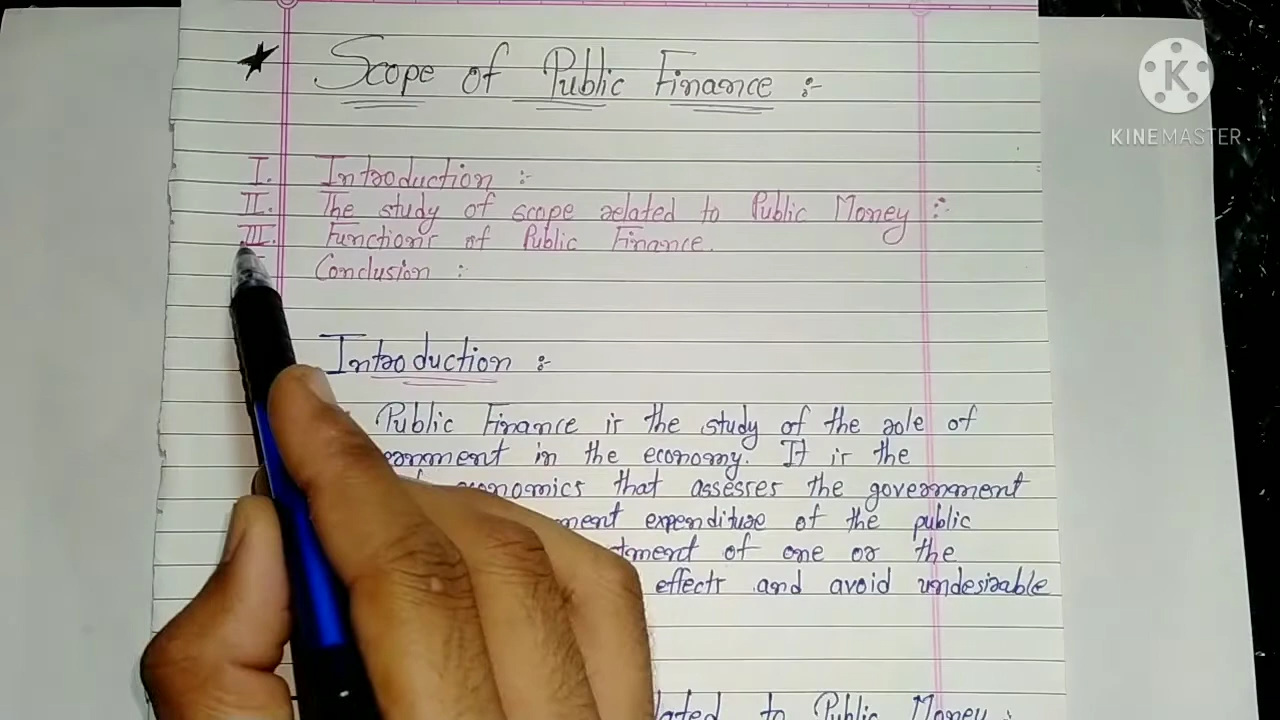 ★ Scope of Public Finance :-
KINEMASTER
I. Introduction :-
II. The study of scope related to Public Money :-
III. Functions of Public Finance.
Conclusion :
Introduction :-
Public Finance is the study of the role of
in the economy. It is the
that assesses the government
expenditure of the public
of one or the
effects and avoid undesirable
to Public Money :